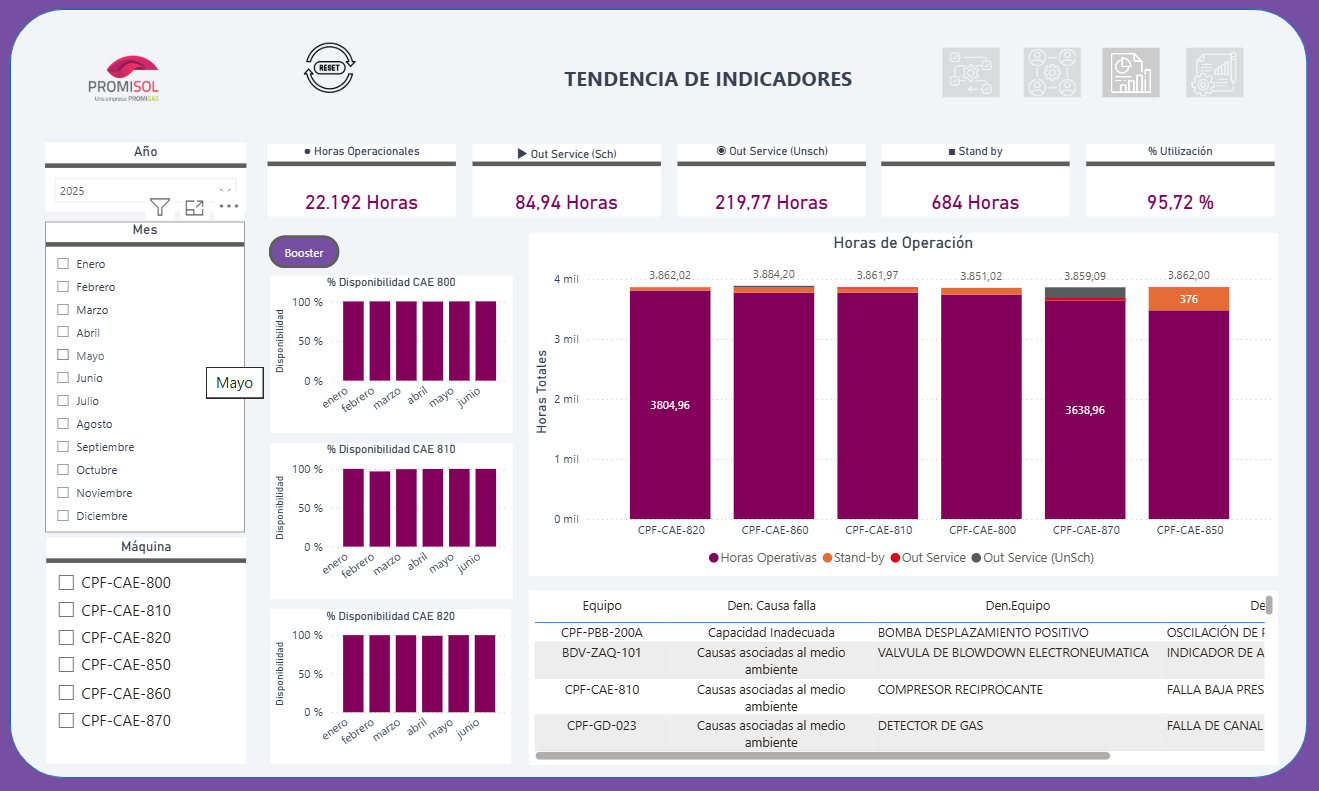 PROMISOL
Una empresa PROMIGAS
RESET
TENDENCIA DE INDICADORES
Año
2025
● Horas Operacionales
22.192 Horas
▶ Out Service (Sch)
84,94 Horas
◉ Out Service (Unsch)
219,77 Horas
■ Stand by
684 Horas
% Utilización
95,72 %
Mes
Enero
Febrero
Marzo
Abril
Mayo
Junio
Julio
Agosto
Septiembre
Octubre
Noviembre
Diciembre
Mayo
Máquina
CPF-CAE-800
CPF-CAE-810
CPF-CAE-820
CPF-CAE-850
CPF-CAE-860
CPF-CAE-870
Booster
% Disponibilidad CAE 800
Disponibilidad
100 %
50 %
0 %
enero febrero marzo abril mayo junio
% Disponibilidad CAE 810
Disponibilidad
100 %
50 %
0 %
enero febrero marzo abril mayo junio
% Disponibilidad CAE 820
Disponibilidad
100 %
50 %
0 %
enero febrero marzo abril mayo junio
Horas de Operación
Horas Totales
4 mil
3 mil
2 mil
1 mil
0 mil
3.862,02 3.884,20 3.861,97 3.851,02 3.859,09 3.862,00
376
3804,96 3638,96
CPF-CAE-820 CPF-CAE-860 CPF-CAE-810 CPF-CAE-800 CPF-CAE-870 CPF-CAE-850
Horas Operativas Stand-by Out Service Out Service (UnSch)
Equipo Den. Causa falla Den.Equipo De
CPF-PBB-200A Capacidad Inadecuada BOMBA DESPLAZAMIENTO POSITIVO OSCILACIÓN DE
BDV-ZAQ-101 Causas asociadas al medio VALVULA DE BLOWDOWN ELECTRONEUMATICA INDICADOR DE A
ambiente
CPF-CAE-810 Causas asociadas al medio COMPRESOR RECIPROCANTE FALLA BAJA PRES
ambiente
CPF-GD-023 Causas asociadas al medio DETECTOR DE GAS FALLA DE CANAL
ambiente